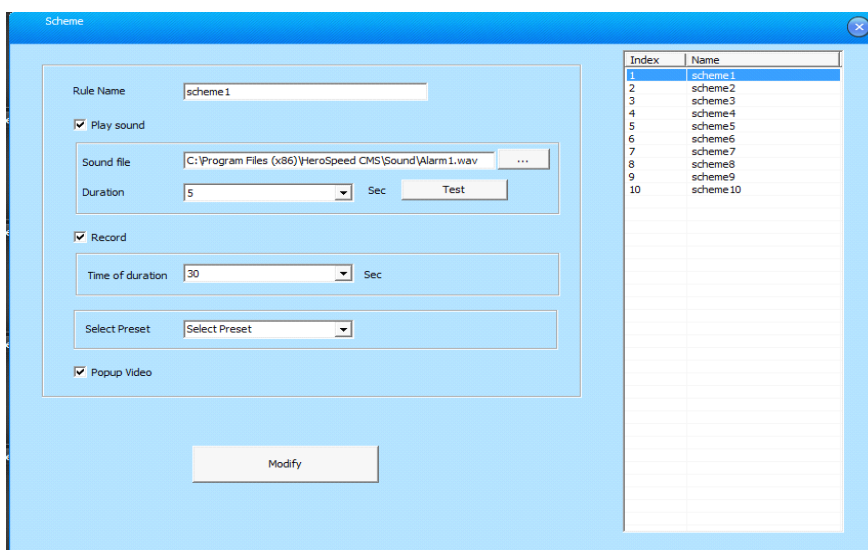 Scheme
Rule Name scheme1
Play sound
Sound file C:\Program Files (x86)\HeroSpeed CMS\Sound\Alarm1.wav ...
Duration 5 Sec Test
Record
Time of duration 30 Sec
Select Preset Select Preset
Popup Video
Modify
Index Name
1 scheme1
2 scheme2
3 scheme3
4 scheme4
5 scheme5
6 scheme6
7 scheme7
8 scheme8
9 scheme9
10 scheme10